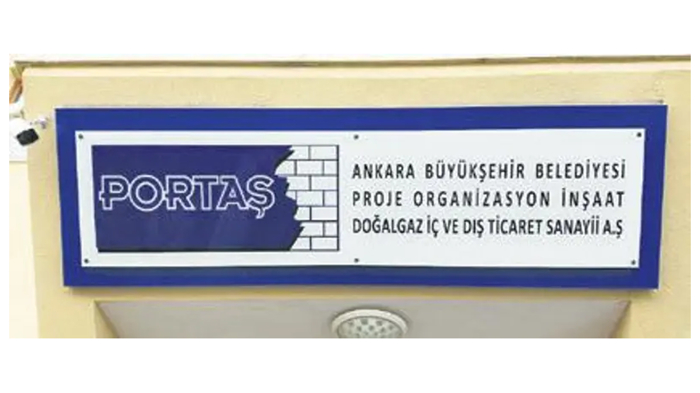 PORTAŞ
ANKARA BÜYÜKŞEHİR BELEDİYESİ
PROJE ORGANİZASYON İNŞAAT
DOĞALGAZ İÇ VE DIŞ TİCARET SANAYİİ A.Ş